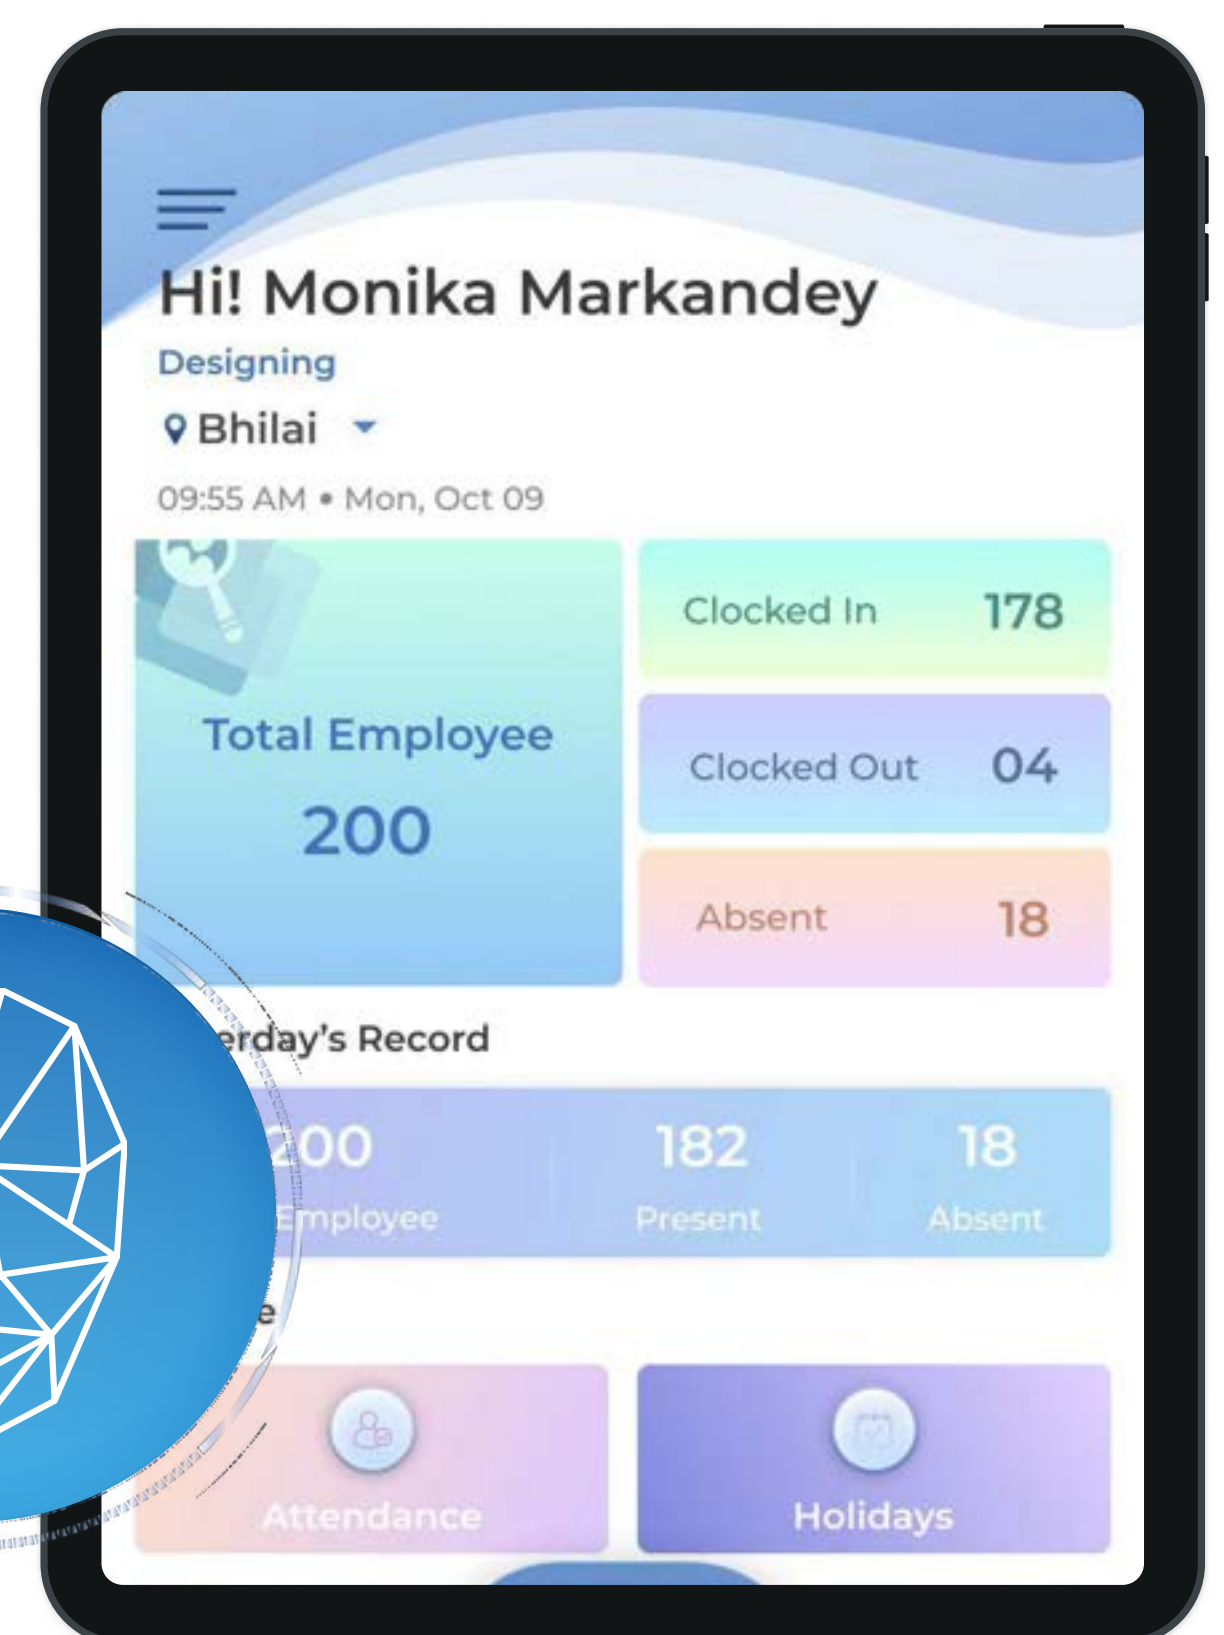 Hi! Monika Markandey
Designing
Bhilai
09:55 AM • Mon, Oct 09
Total Employee
200
Clocked In 178
Clocked Out 04
Absent 18
erday's Record
200 182 18
Employee Present Absent
e
Attendance Holidays